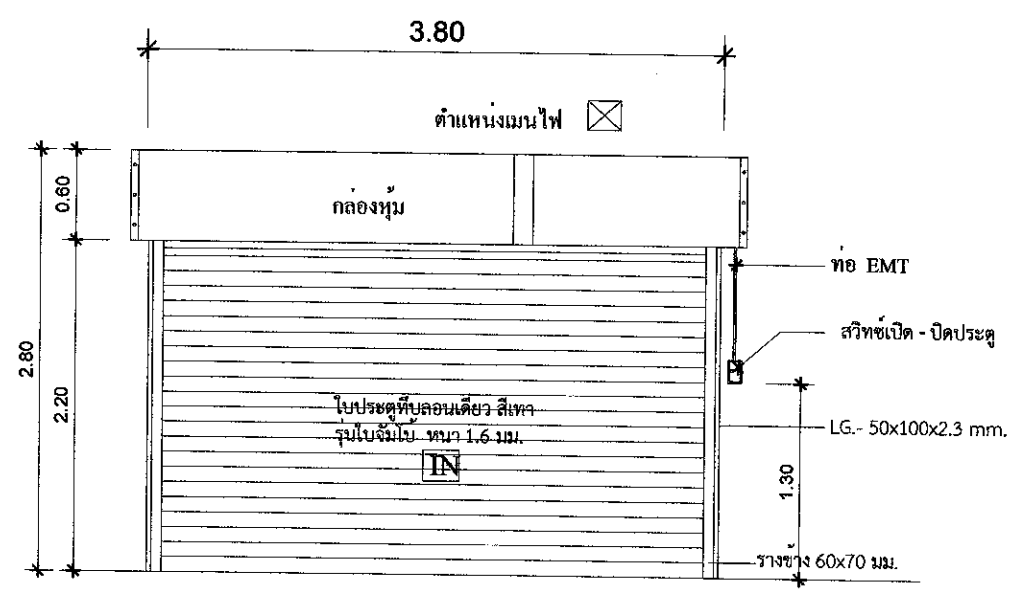 3.80
ตำแหน่งเมนไฟ
0.60
กล่องหุ้ม
ท่อ EMT
สวิทซ์เปิด - ปิดประตู
2.80
2.20
ใบประตูทึบลอนเดี่ยว สีเทา
รุ่นใบจัมโบ้ หนา 1.6 มม.
IN
LG.- 50x100x2.3 mm.
1.30
รางข้าง 60x70 มม.